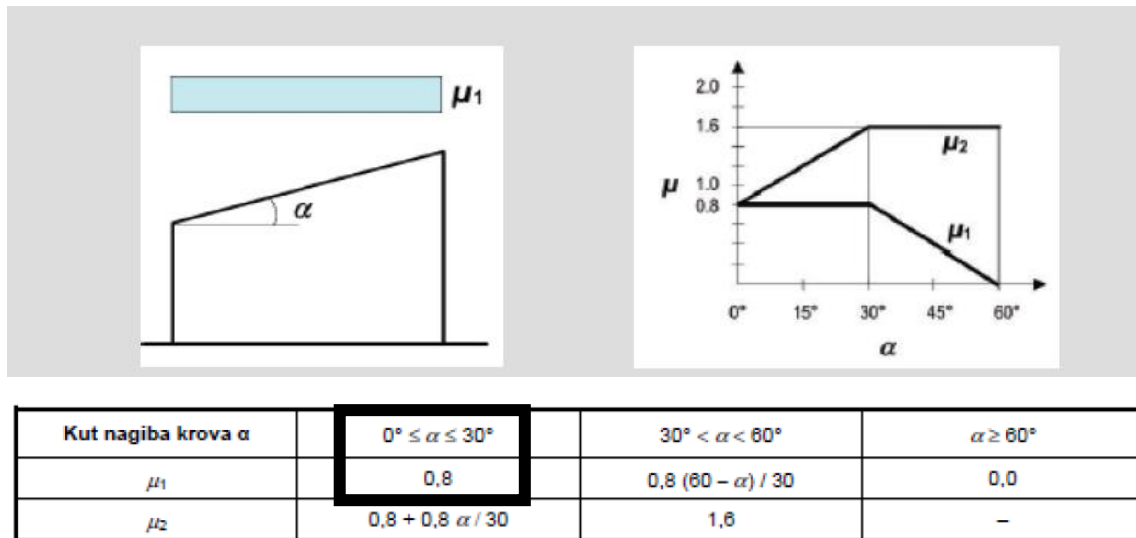 μ1
α
2.0
1.6
μ2
μ
1.0
0.8
μ1
0° 15° 30° 45° 60°
α
Kut nagiba krova α 0° ≤ α ≤ 30° 30° < α < 60° α ≥ 60°
μ1 0,8 0,8 (60 – α) / 30 0,0
μ2 0,8 + 0,8 α / 30 1,6 –